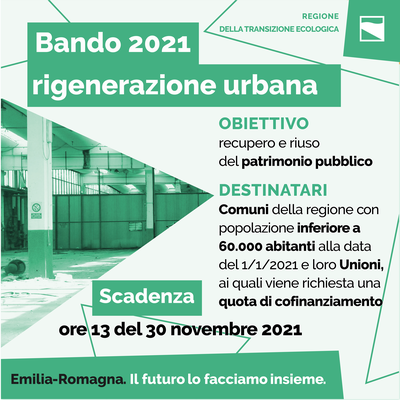 REGIONE
DELLA TRANSIZIONE ECOLOGICA
Bando 2021
rigenerazione urbana
OBIETTIVO
recupero e riuso
del patrimonio pubblico
DESTINATARI
Comuni della regione con
popolazione inferiore a
60.000 abitanti alla data
del 1/1/2021 e loro Unioni,
ai quali viene richiesta una
quota di cofinanziamento
Scadenza
ore 13 del 30 novembre 2021
Emilia-Romagna. Il futuro lo facciamo insieme.